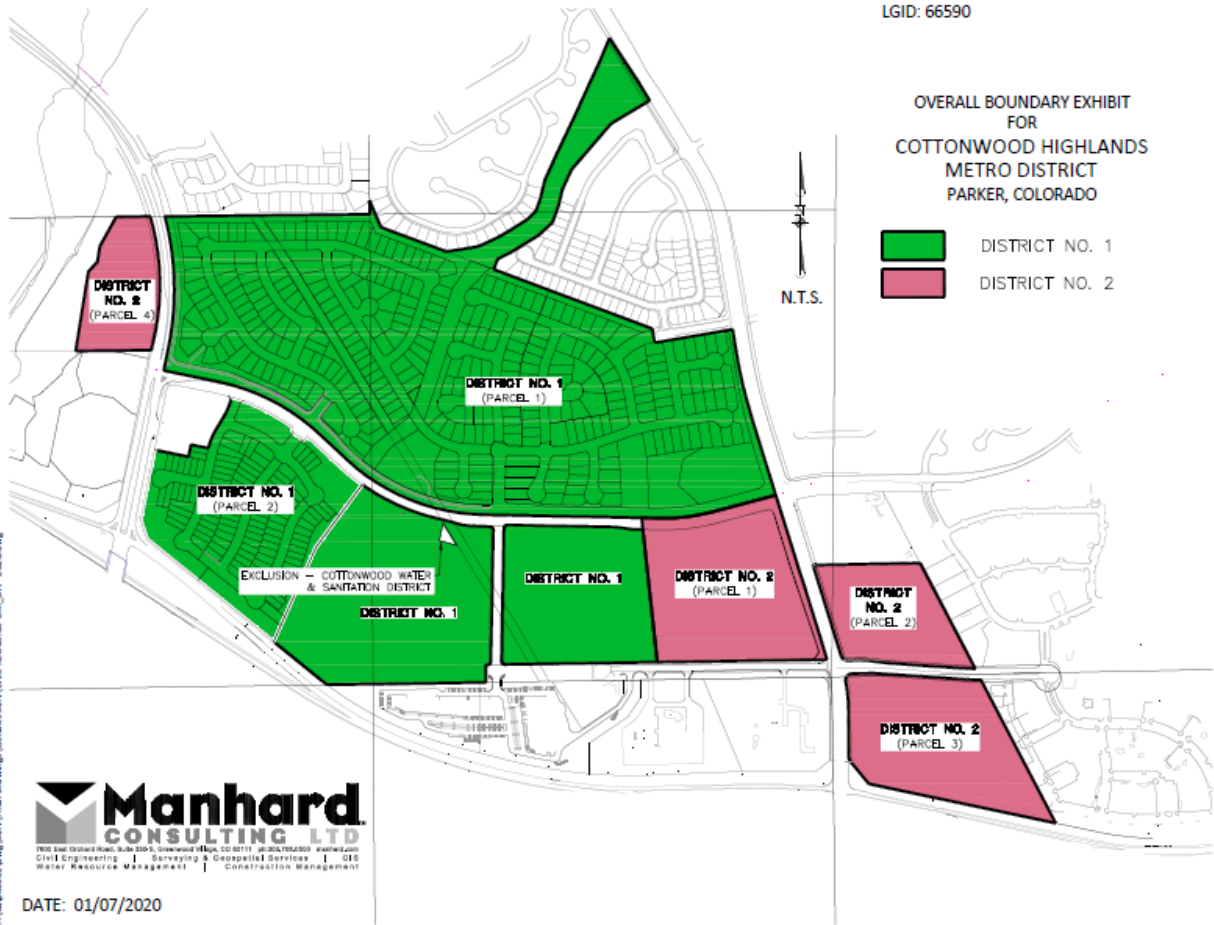 LGID: 66590
OVERALL BOUNDARY EXHIBIT
FOR
COTTONWOOD HIGHLANDS
METRO DISTRICT
PARKER, COLORADO
DISTRICT NO. 1
DISTRICT NO. 2
N.T.S.
DISTRICT
NO. 2
(PARCEL 4)
DISTRICT NO. 1
(PARCEL 1)
DISTRICT NO. 1
(PARCEL 2)
EXCLUSION – COTTONWOOD WATER
& SANITATION DISTRICT
DISTRICT NO. 1
DISTRICT NO. 1
DISTRICT NO. 2
(PARCEL 1)
DISTRICT
NO. 2
(PARCEL 2)
DISTRICT NO. 2
(PARCEL 3)
Manhard
CONSULTING LTD
Civil Engineering | Surveying & Geospatial Services | GIS
Water Resource Management | Construction Management
DATE: 01/07/2020